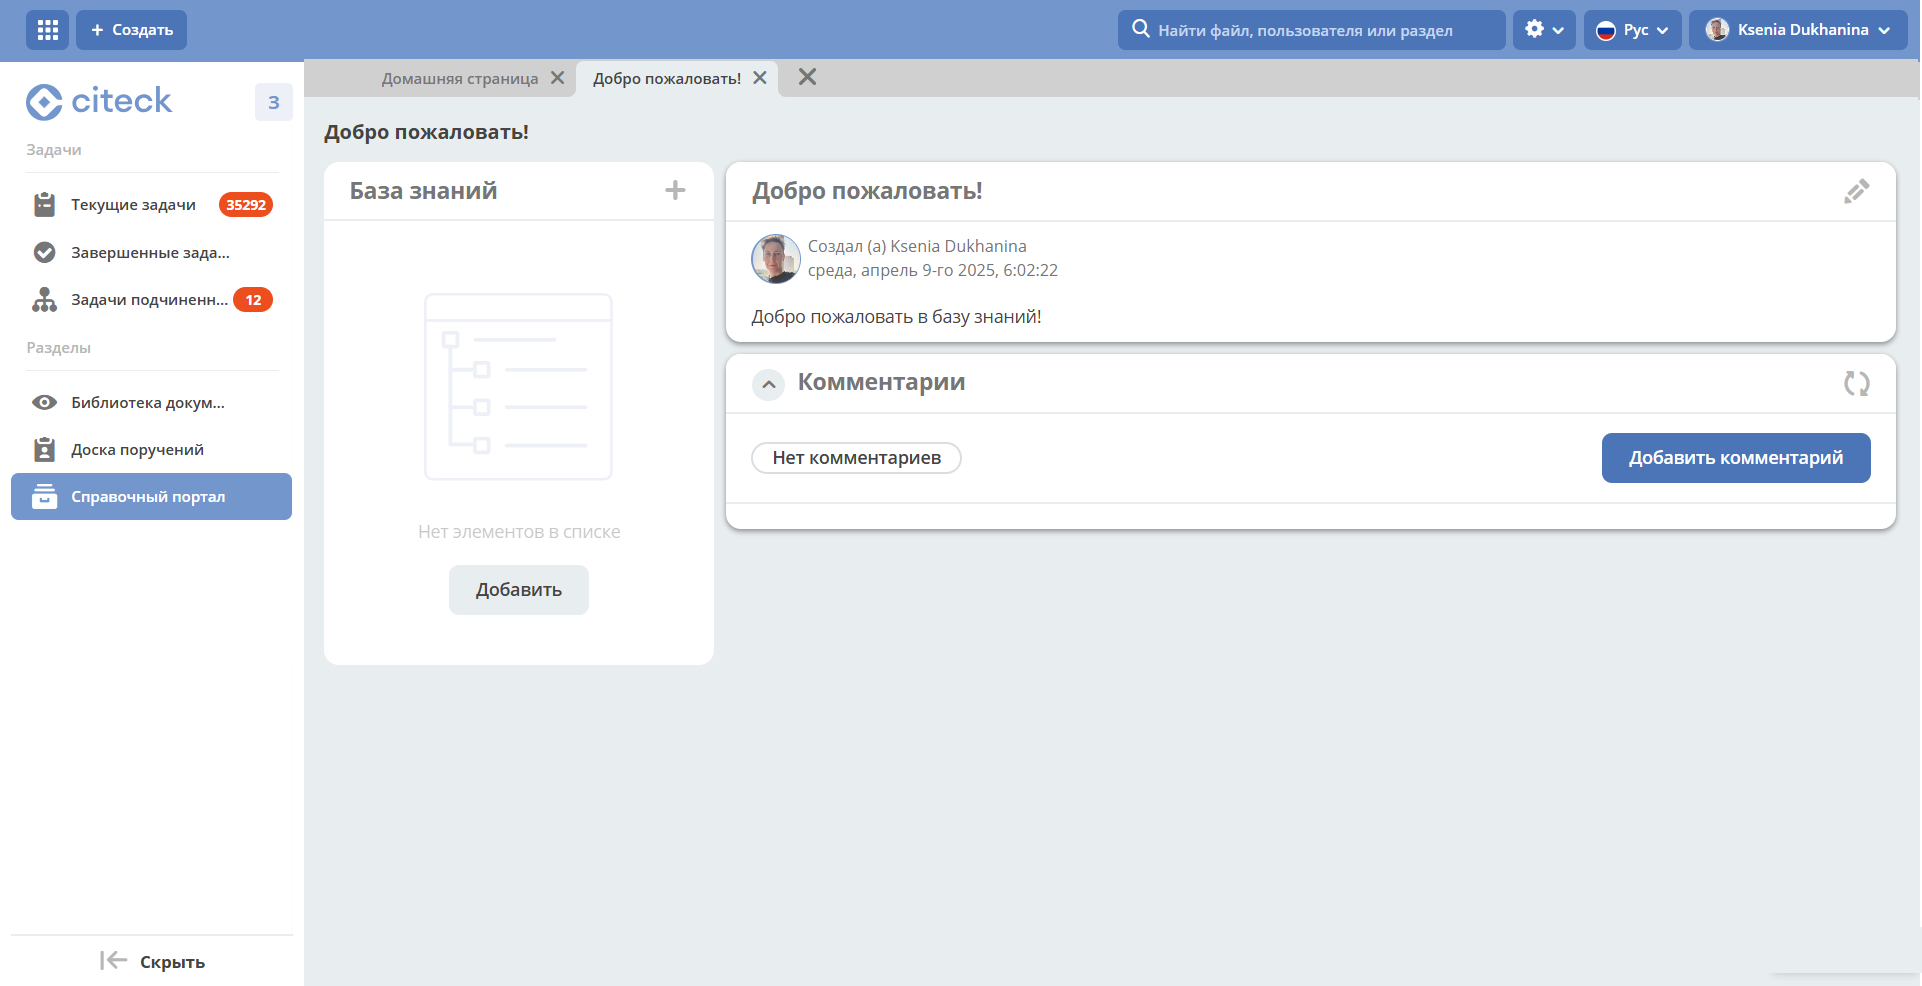 Создать
Найти файл, пользователя или раздел
Рус
Ksenia Dukhanina
citeck
3
Домашняя страница
Добро пожаловать!
Добро пожаловать!
Задачи
Текущие задачи 35292
Завершенные зада...
Задачи подчиненн... 12
Разделы
Библиотека докум...
Доска поручений
Справочный портал
Скрыть
База знаний
Нет элементов в списке
Добавить
Добро пожаловать!
Создал (а) Ksenia Dukhanina
среда, апрель 9-го 2025, 6:02:22
Добро пожаловать в базу знаний!
Комментарии
Нет комментариев
Добавить комментарий